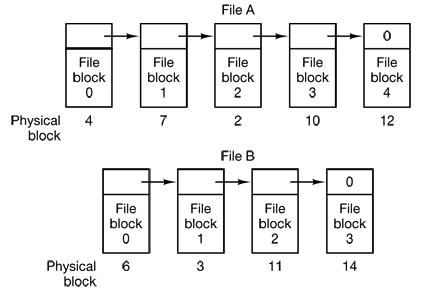 File A
0
File File File File File
block block block block block
0 1 2 3 4
Physical 4 7 2 10 12
block
File B
0
File File File File
block block block block
0 1 2 3
Physical 6 3 11 14
block